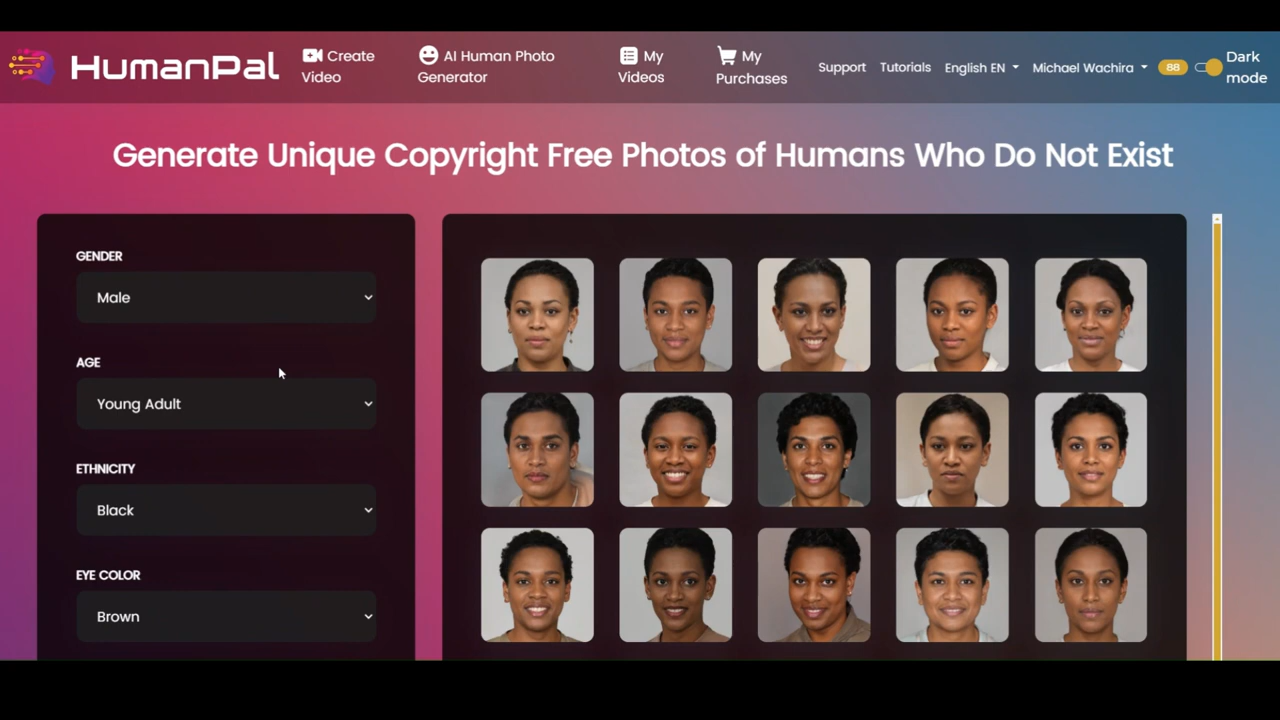 HumanPal
Create
Video
AI Human Photo
Generator
My
Videos
My
Purchases
Support
Tutorials
English EN
Michael Wachira
88
Dark
mode
Generate Unique Copyright Free Photos of Humans Who Do Not Exist
GENDER
Male
AGE
Young Adult
ETHNICITY
Black
EYE COLOR
Brown